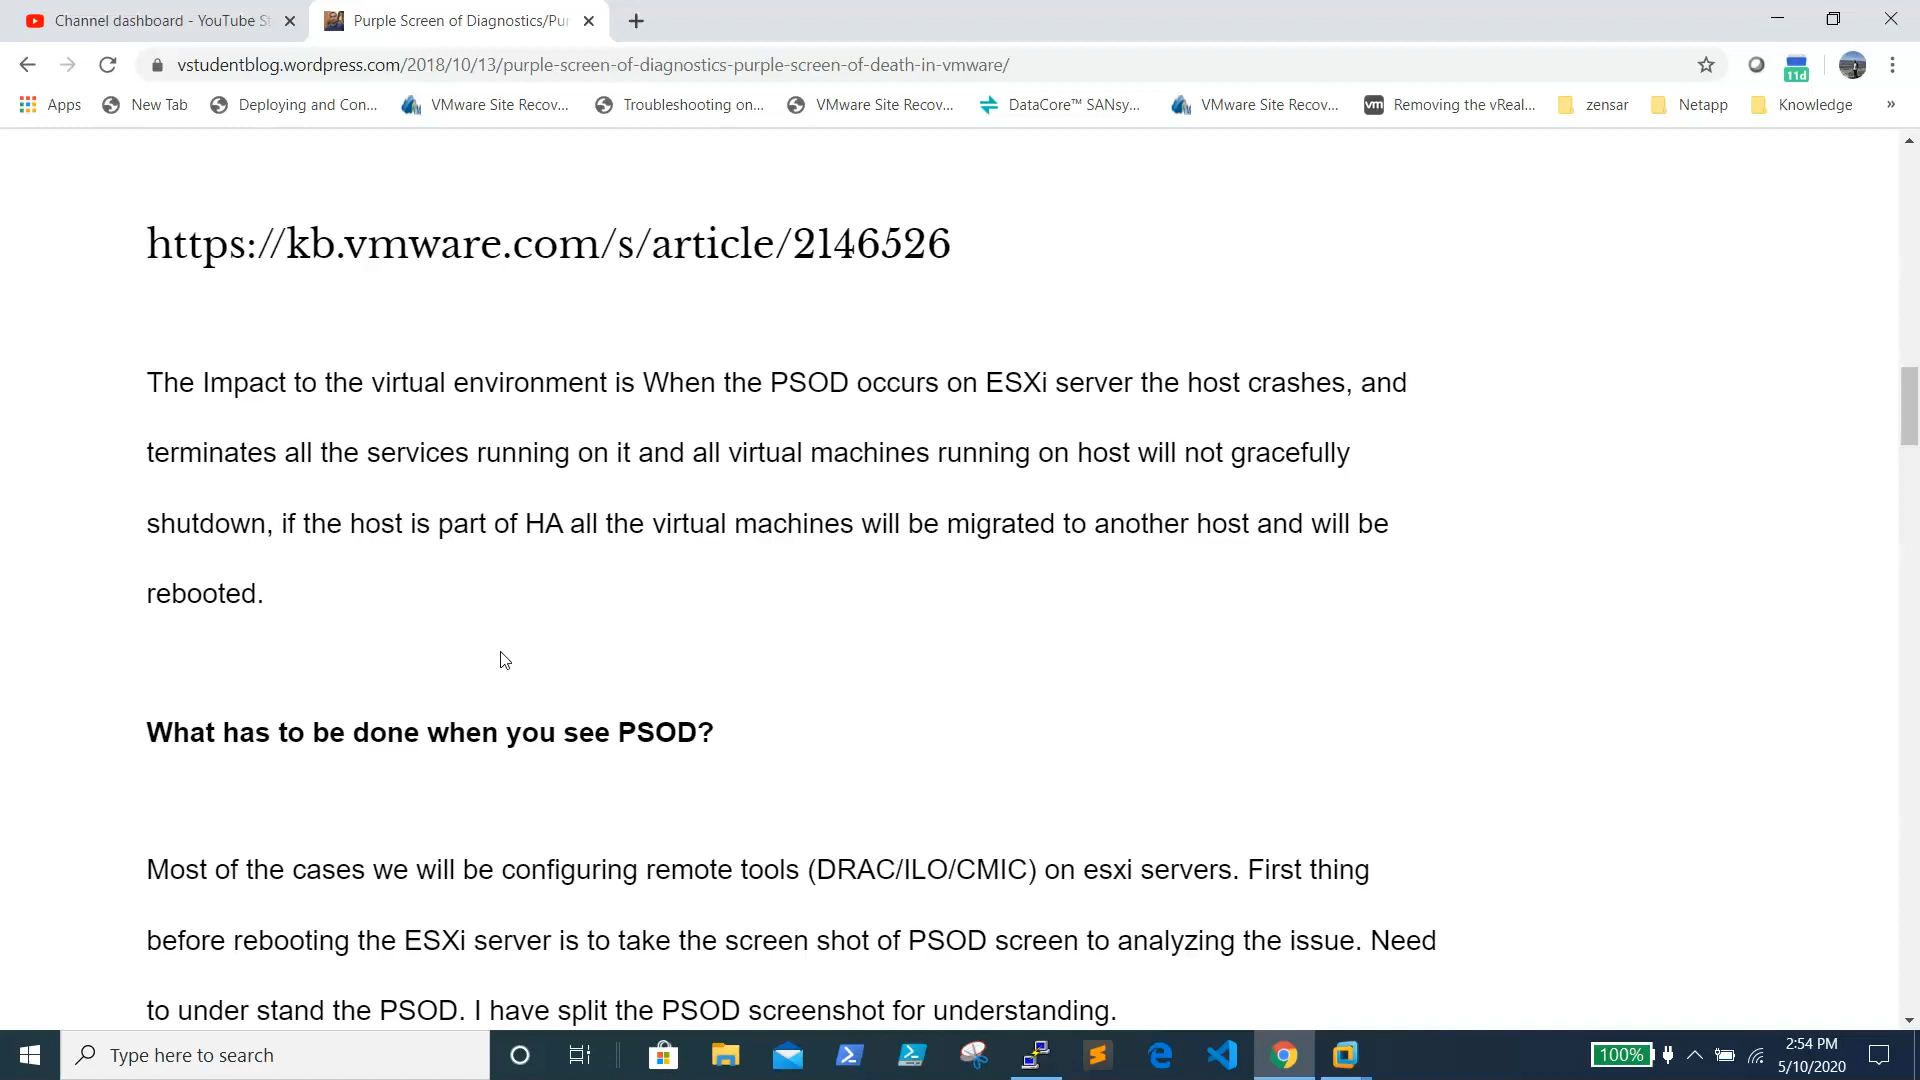 Channel dashboard - YouTube St
Purple Screen of Diagnostics/Pur
vstudentblog.wordpress.com/2018/10/13/purple-screen-of-diagnostics-purple-screen-of-death-in-vmware/
11d
Apps
New Tab
Deploying and Con...
VMware Site Recov...
Troubleshooting on...
VMware Site Recov...
DataCore™ SANsy...
VMware Site Recov...
vm
Removing the vReal...
zensar
Netapp
Knowledge
»
https://kb.vmware.com/s/article/2146526
The Impact to the virtual environment is When the PSOD occurs on ESXi server the host crashes, and
terminates all the services running on it and all virtual machines running on host will not gracefully
shutdown, if the host is part of HA all the virtual machines will be migrated to another host and will be
rebooted.
What has to be done when you see PSOD?
Most of the cases we will be configuring remote tools (DRAC/ILO/CMIC) on esxi servers. First thing
before rebooting the ESXi server is to take the screen shot of PSOD screen to analyzing the issue. Need
to under stand the PSOD. I have split the PSOD screenshot for understanding.
Type here to search
100%
2:54 PM
5/10/2020